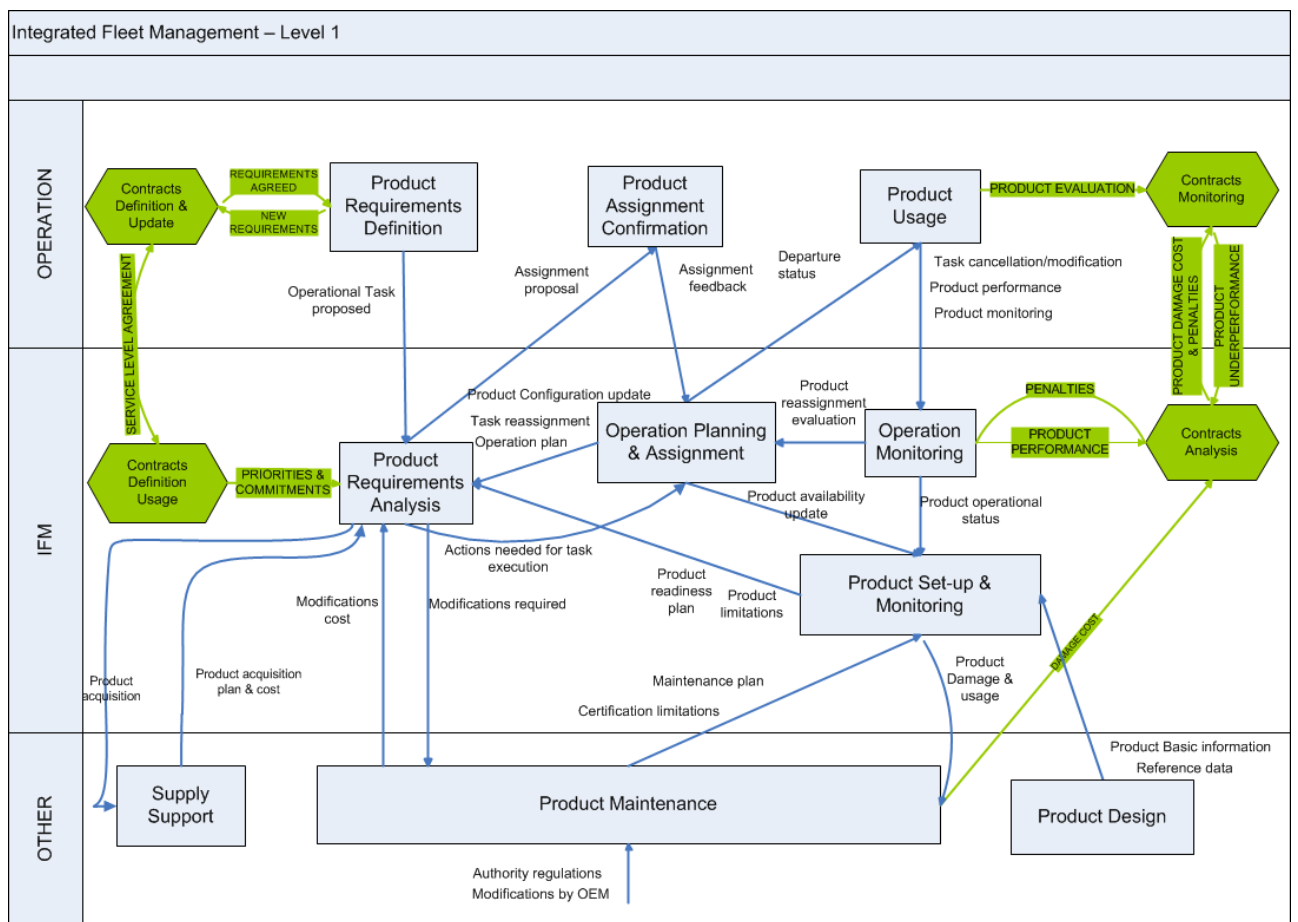 Integrated Fleet Management – Level 1
OPERATION
Contracts
Definition &
Update
REQUIREMENTS
AGREED
NEW
REQUIREMENTS
Product
Requirements
Definition
Product
Assignment
Confirmation
Product
Usage
PRODUCT EVALUATION
Contracts
Monitoring
SERVICE LEVEL AGREEMENT
Operational Task
proposed
Assignment
proposal
Assignment
feedback
Departure
status
Task cancellation/modification
Product performance
Product monitoring
PRODUCT DAMAGE COST
& PENALTIES
PRODUCT
UNDERPERFORMANCE
IFM
Contracts
Definition
Usage
PRIORITIES &
COMMITMENTS
Product
Requirements
Analysis
Product Configuration update
Task reassignment
Operation plan
Operation Planning
& Assignment
Product
reassignment
evaluation
Operation
Monitoring
PENALTIES
PRODUCT
PERFORMANCE
Contracts
Analysis
Product availability
update
Product operational
status
Actions needed for task
execution
Modifications
cost
Modifications required
Product
readiness
plan
Product
limitations
Product Set-up &
Monitoring
Product
acquisition
Product acquisition
plan & cost
Maintenance plan
Certification limitations
Product
Damage &
usage
DAMAGE COST
OTHER
Supply
Support
Product Maintenance
Product Basic information
Reference data
Product Design
Authority regulations
Modifications by OEM